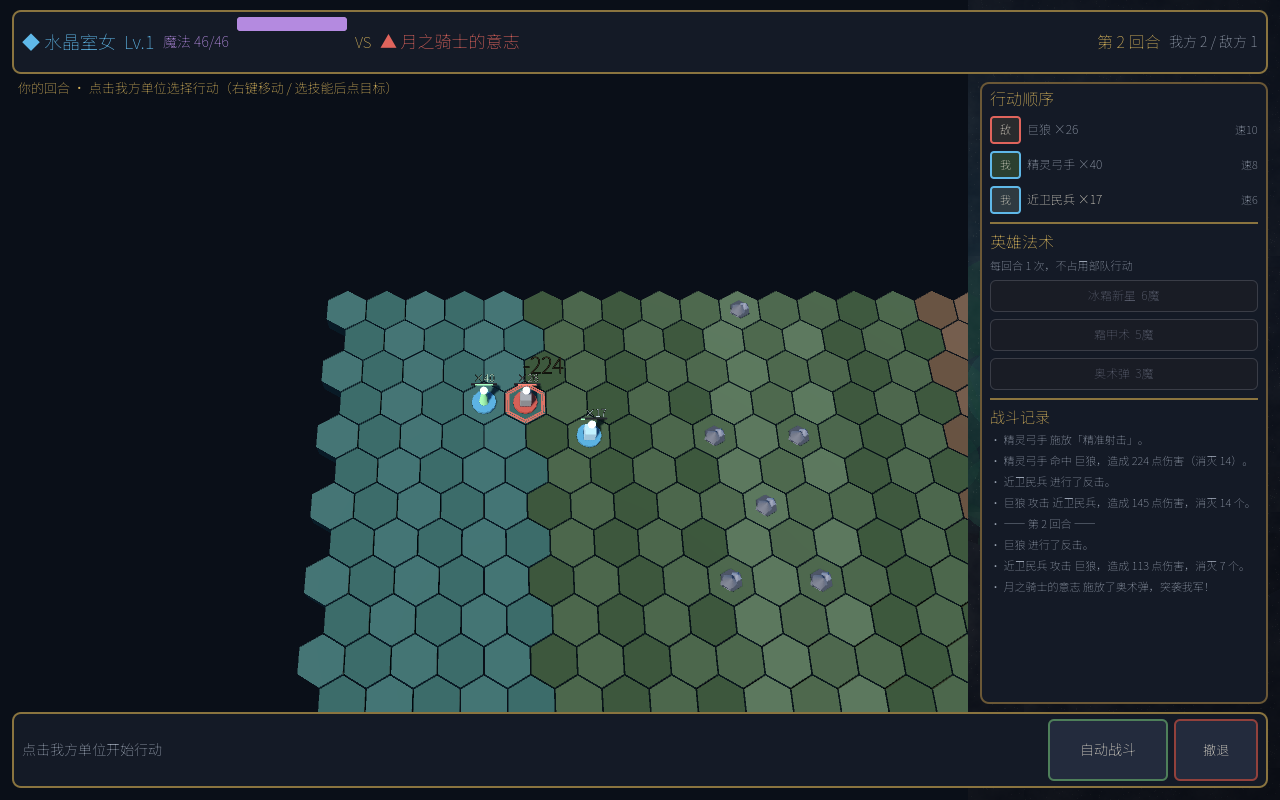 水晶室女 Lv.1 魔法 46/46 VS 月之骑士的意志 第 2 回合 我方 2 / 敌方 1
你的回合 · 点击我方单位选择行动（右键移动 / 选技能后点目标）
行动顺序
敌 巨狼 ×26 速10
我 精灵弓手 ×40 速8
我 近卫民兵 ×17 速6
英雄法术
每回合 1 次，不占用部队行动
冰霜新星 6魔
霜甲术 5魔
奥术弹 3魔
战斗记录
· 精灵弓手 施放「精准射击」。
· 精灵弓手 命中 巨狼，造成 224 点伤害（消灭 14）。
· 近卫民兵 进行了反击。
· 巨狼 攻击 近卫民兵，造成 145 点伤害，消灭 14 个。
· —— 第 2 回合 ——
· 巨狼 进行了反击。
· 近卫民兵 攻击 巨狼，造成 113 点伤害，消灭 7 个。
· 月之骑士的意志 施放了奥术弹，突袭我军！
-224
点击我方单位开始行动
自动战斗
撤退